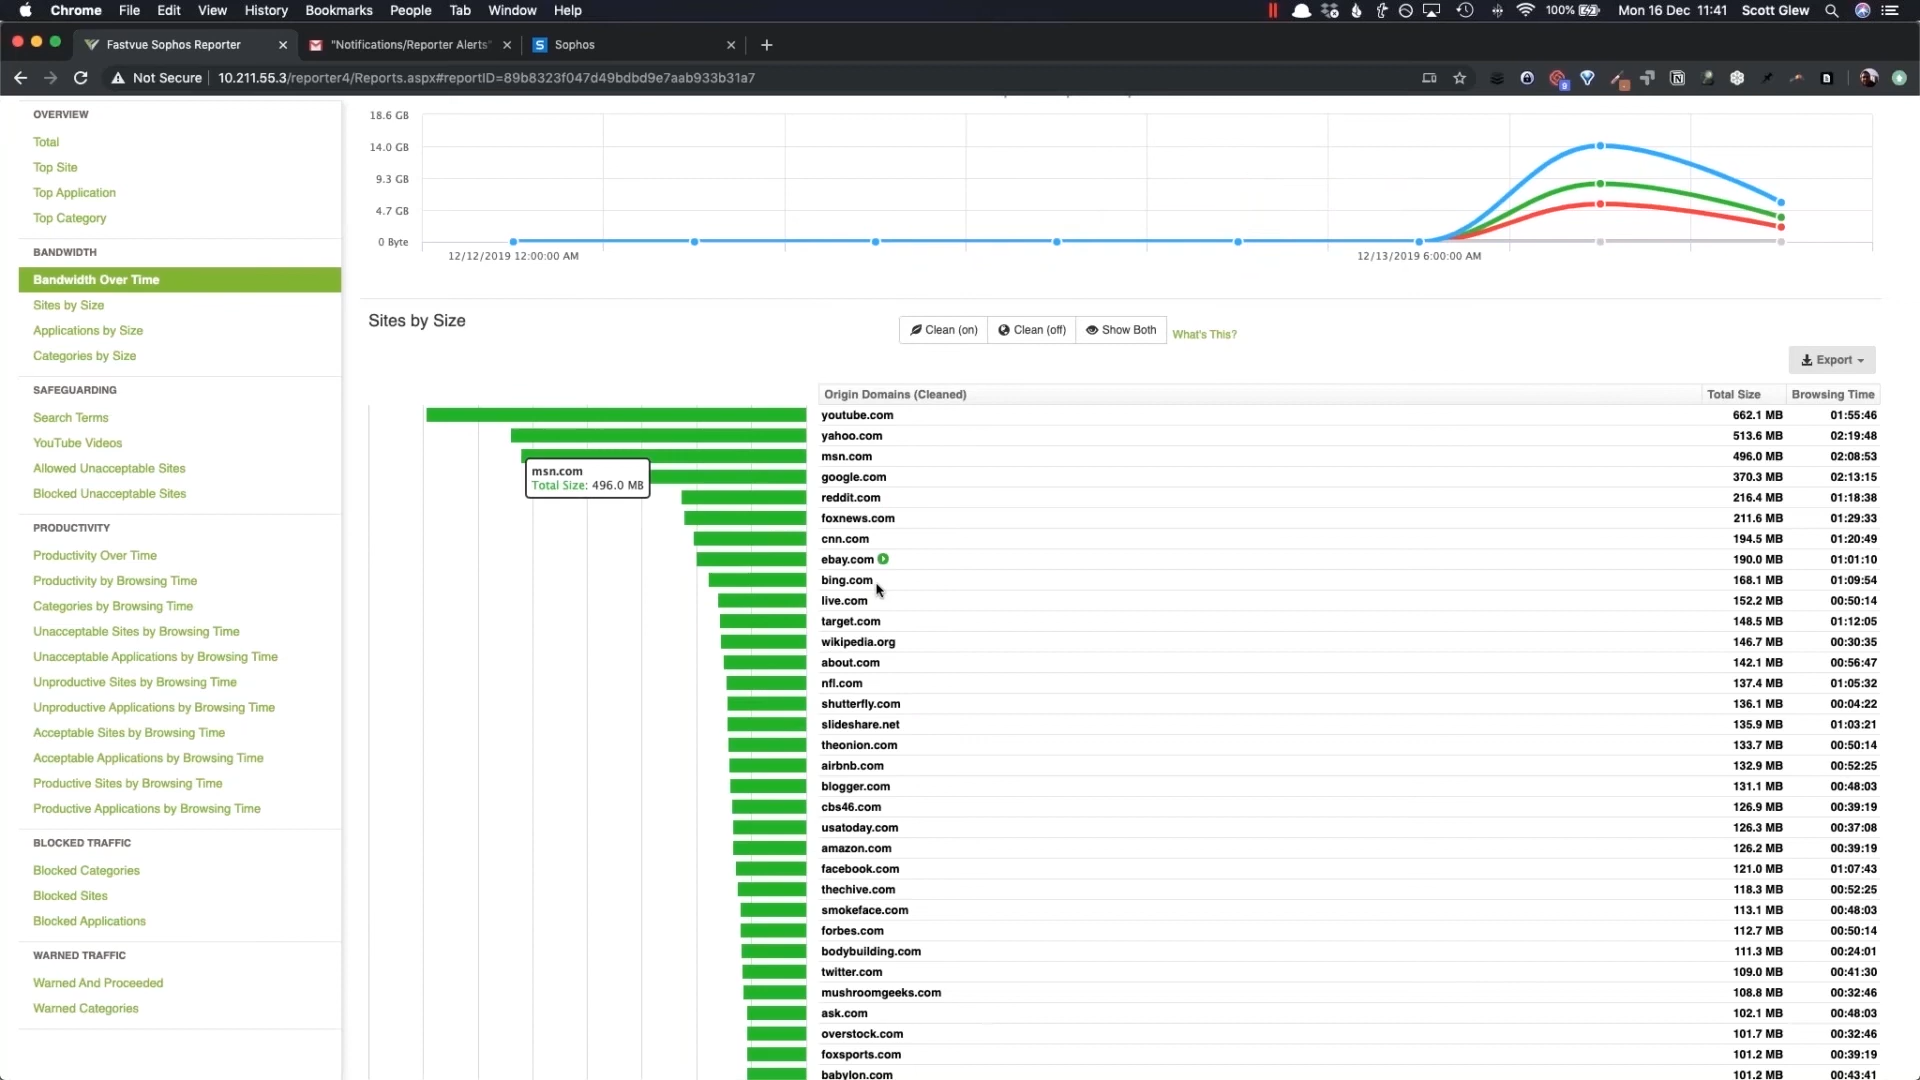 Chrome File Edit View History Bookmarks People Tab Window Help 100% Mon 16 Dec 11:41 Scott Glew
Fastvue Sophos Reporter "Notifications/Reporter Alerts" Sophos
Not Secure 10.211.55.3/reporter4/Reports.aspx#reportID=89b8323f047d49bdbd9e7aab933b31a7
OVERVIEW
Total
Top Site
Top Application
Top Category
BANDWIDTH
Bandwidth Over Time
Sites by Size
Applications by Size
Categories by Size
SAFEGUARDING
Search Terms
YouTube Videos
Allowed Unacceptable Sites
Blocked Unacceptable Sites
PRODUCTIVITY
Productivity Over Time
Productivity by Browsing Time
Categories by Browsing Time
Unacceptable Sites by Browsing Time
Unacceptable Applications by Browsing Time
Unproductive Sites by Browsing Time
Unproductive Applications by Browsing Time
Acceptable Sites by Browsing Time
Acceptable Applications by Browsing Time
Productive Sites by Browsing Time
Productive Applications by Browsing Time
BLOCKED TRAFFIC
Blocked Categories
Blocked Sites
Blocked Applications
WARNED TRAFFIC
Warned And Proceeded
Warned Categories
18.6 GB
14.0 GB
9.3 GB
4.7 GB
0 Byte
12/12/2019 12:00:00 AM 12/13/2019 6:00:00 AM
Sites by Size
Clean (on) Clean (off) Show Both What's This?
Export
Origin Domains (Cleaned) Total Size Browsing Time
youtube.com 662.1 MB 01:55:46
yahoo.com 513.6 MB 02:19:48
msn.com 496.0 MB 02:08:53
msn.com
Total Size: 496.0 MB
google.com 370.3 MB 02:13:15
reddit.com 216.4 MB 01:18:38
foxnews.com 211.6 MB 01:29:33
cnn.com 194.5 MB 01:20:49
ebay.com 190.0 MB 01:01:10
bing.com 168.1 MB 01:09:54
live.com 152.2 MB 00:50:14
target.com 148.5 MB 01:12:05
wikipedia.org 146.7 MB 00:30:35
about.com 142.1 MB 00:56:47
nfl.com 137.4 MB 01:05:32
shutterfly.com 136.1 MB 00:04:22
slideshare.net 135.9 MB 01:03:21
theonion.com 133.7 MB 00:50:14
airbnb.com 132.9 MB 00:52:25
blogger.com 131.1 MB 00:48:03
cbs46.com 126.9 MB 00:39:19
usatoday.com 126.3 MB 00:37:08
amazon.com 126.2 MB 00:39:19
facebook.com 121.0 MB 01:07:43
thechive.com 118.3 MB 00:52:25
smokeface.com 113.1 MB 00:48:03
forbes.com 112.7 MB 00:50:14
bodybuilding.com 111.3 MB 00:24:01
twitter.com 109.0 MB 00:41:30
mushroomgeeks.com 108.8 MB 00:32:46
ask.com 102.1 MB 00:48:03
overstock.com 101.7 MB 00:32:46
foxsports.com 101.2 MB 00:39:19
babylon.com 101.2 MB 00:43:41